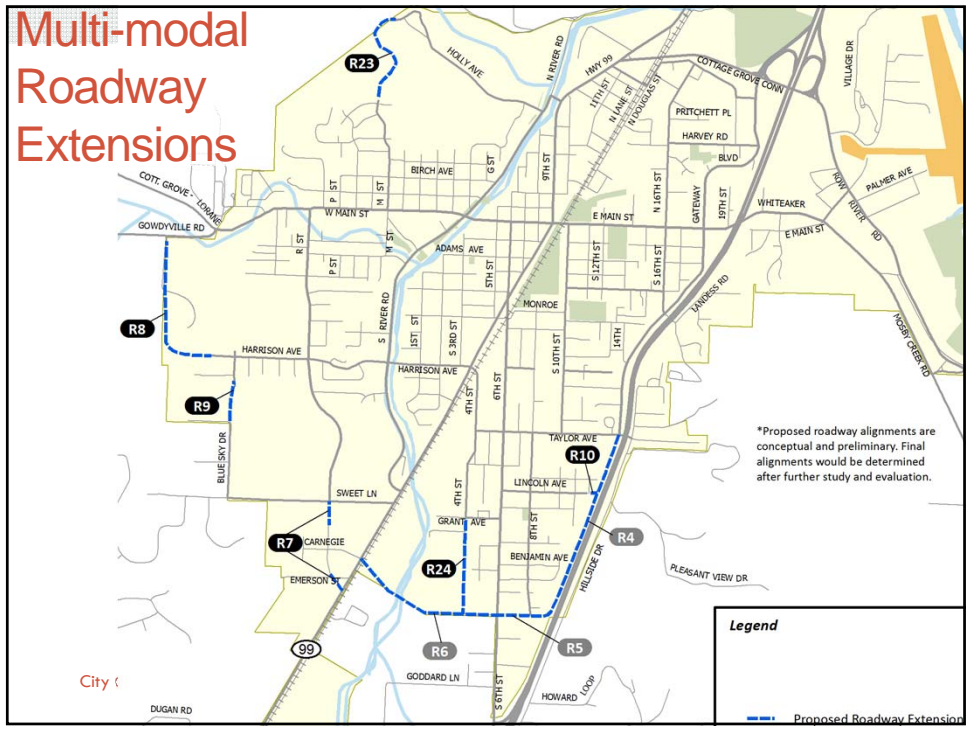 Multi-modal
Roadway
Extensions
R23
HOLLY AVE
N RIVER RD
HWY 99
11TH ST
N LANE ST
N DOUGLAS ST
COTTAGE GROVE CONN
VILLAGE DR
PRITCHETT PL
HARVEY RD
BLVD
BIRCH AVE
G ST
9TH ST
P ST
M ST
N 16TH ST
GATEWAY
19TH ST
ROW
RIVER
RD
PALMER AVE
COTT. GROVE -
LORANE
GOWDYVILLE RD
W MAIN ST
E MAIN ST
WHITEAKER
E MAIN ST
R ST
P ST
M ST
ADAMS AVE
5TH ST
S 12TH ST
S 16TH ST
S RIVER RD
MONROE
LANDESS RD
MOSBY CREEK RD
R8
1ST ST
S 3RD ST
S 10TH ST
14TH
HARRISON AVE
HARRISON AVE
R9
4TH ST
6TH ST
BLUE SKY DR
TAYLOR AVE
R10
*Proposed roadway alignments are
conceptual and preliminary. Final
alignments would be determined
after further study and evaluation.
SWEET LN
4TH ST
LINCOLN AVE
GRANT AVE
8TH ST
R4
R7
CARNEGIE
R24
BENJAMIN AVE
HILLSIDE DR
PLEASANT VIEW DR
EMERSON ST
R6
R5
99
GODDARD LN
S 6TH ST
HOWARD
LOOP
DUGAN RD
City
Legend
Proposed Roadway Extension